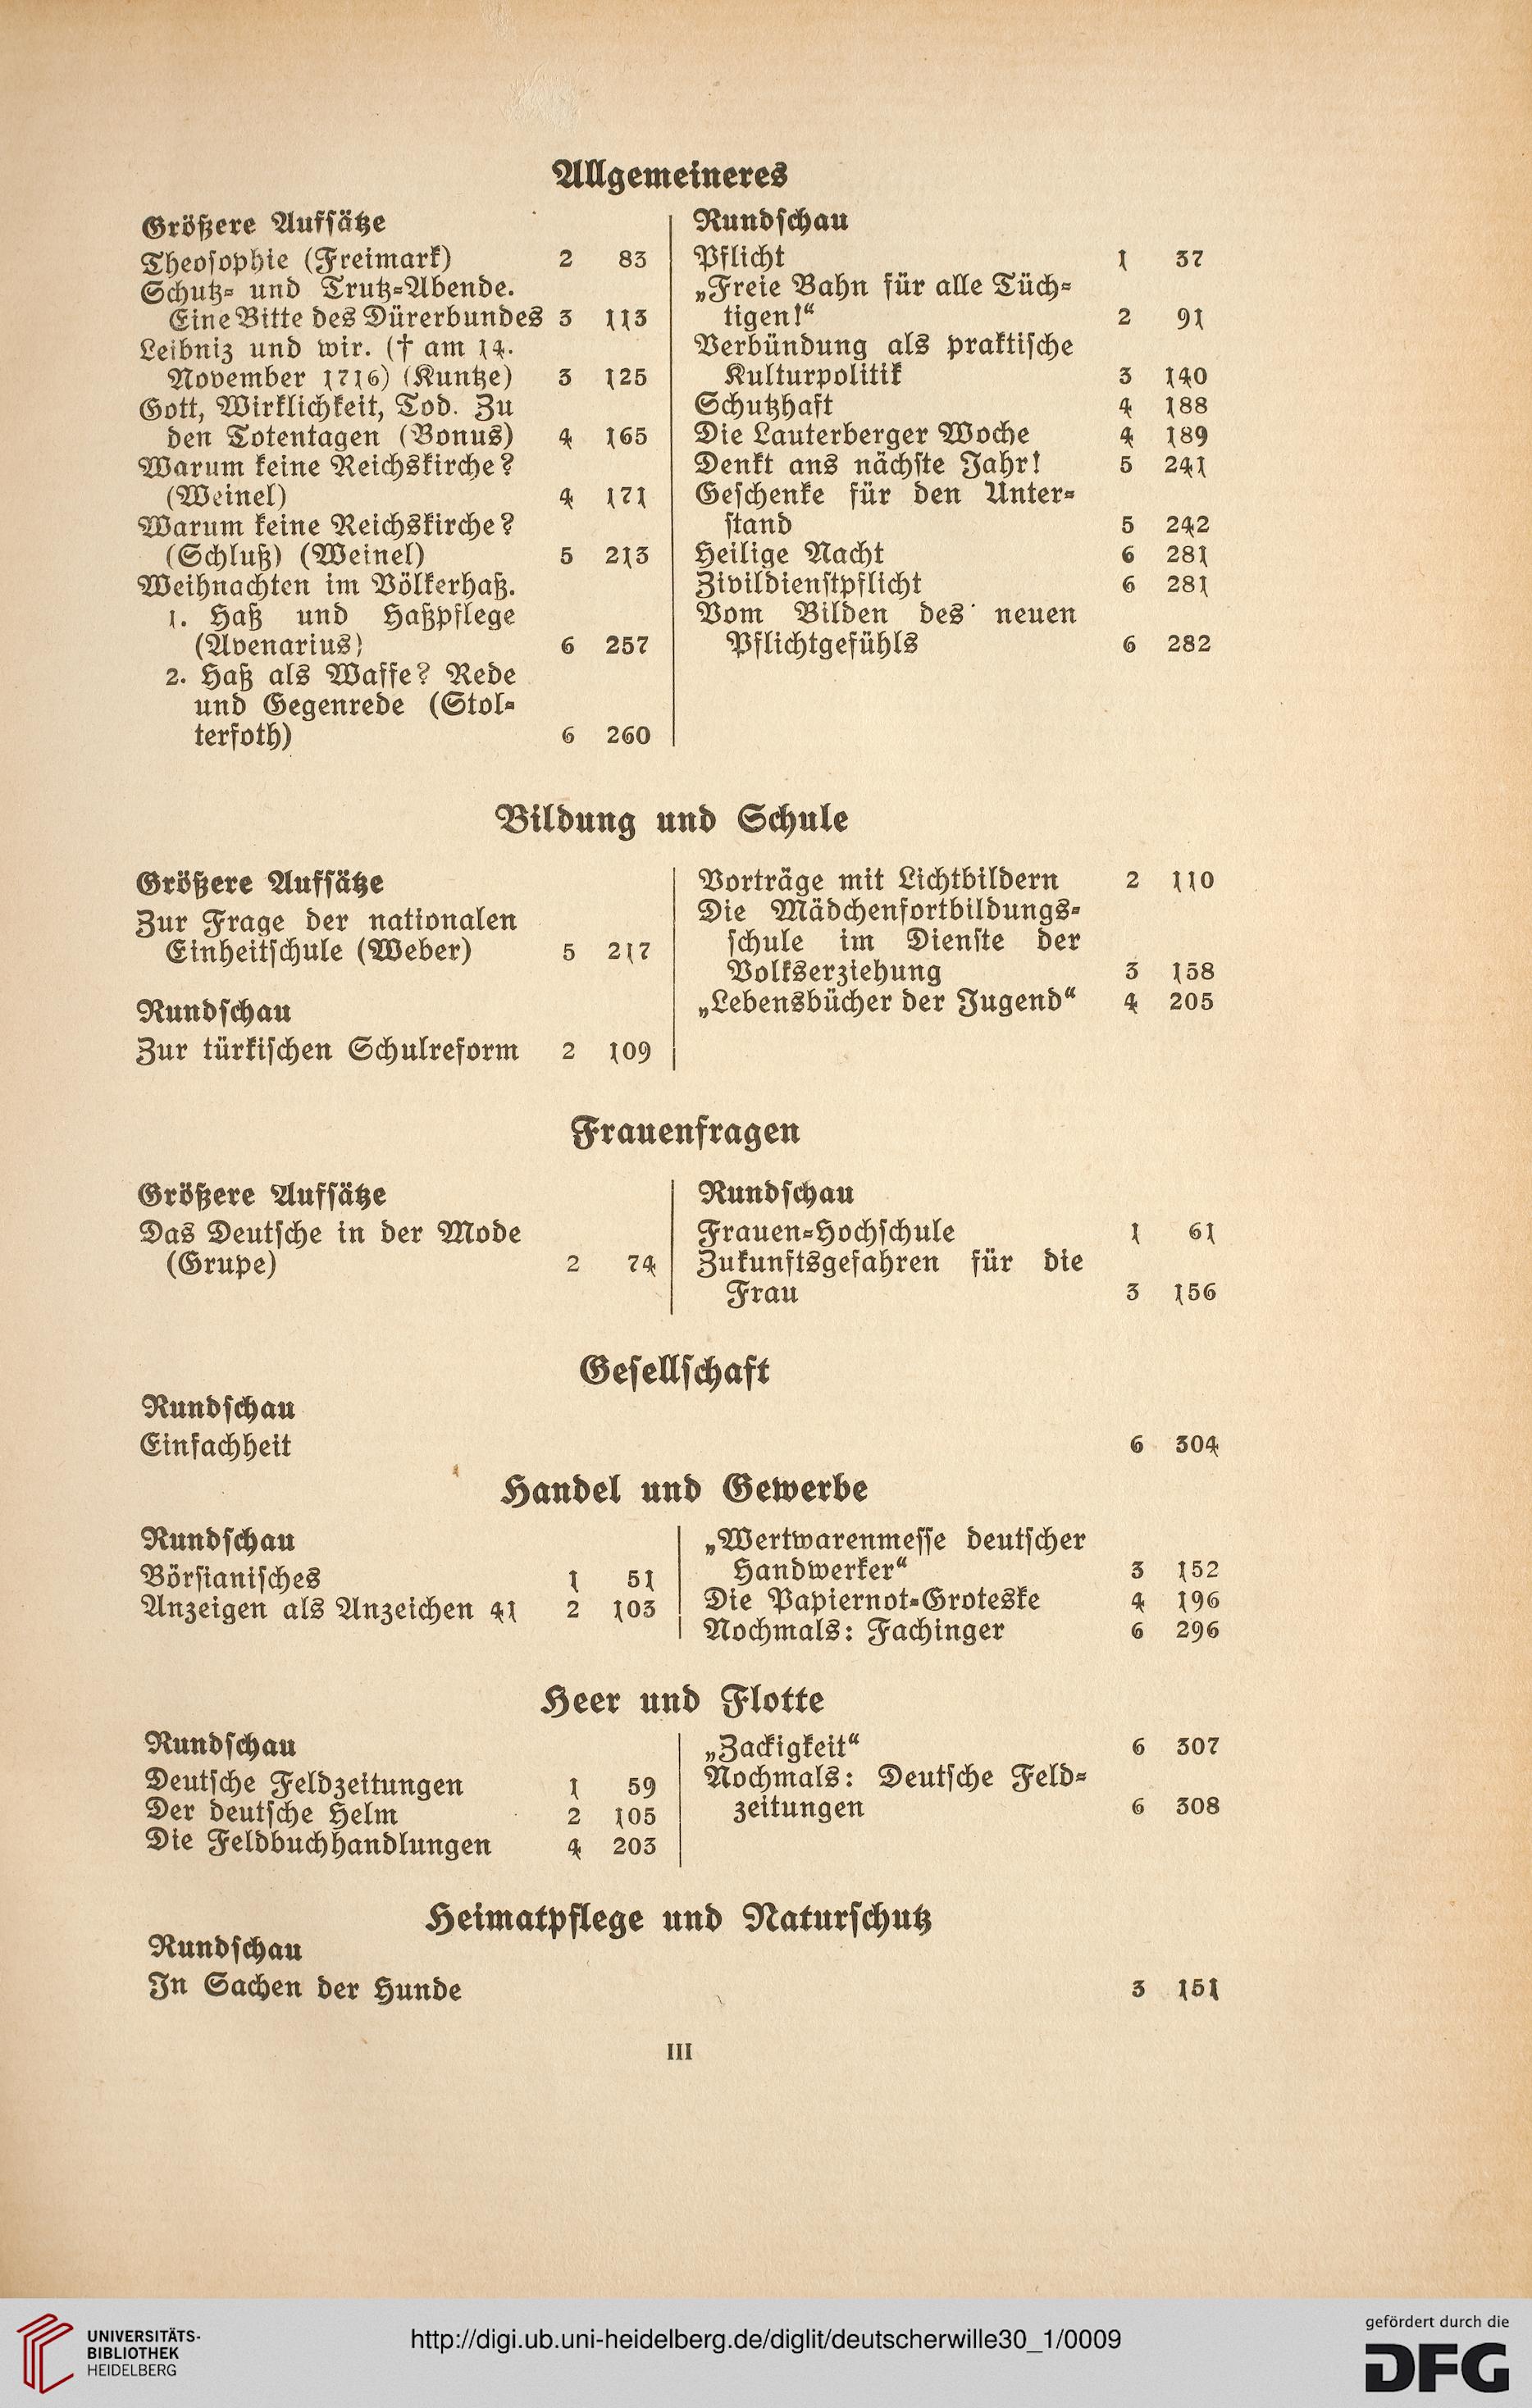 Allgemeineres
Größere Aufsätze
Theosophie (Freimark) 2 83
Schutz- und Trutz-Abende.
Eine Bitte des Dürerbundes 3 113
Leibniz und wir. († am 14.
November 1716) (Kuntze) 3 125
Gott, Wirklichkeit, Tod. Zu
den Totentagen (Bonus) 4 165
Warum keine Reichskirche?
(Weinel) 4 171
Warum keine Reichskirche?
(Schluß) (Weinel) 5 213
Weihnachten im Völkerhaß.
1. Haß und Haßpflege
(Avenarius) 6 257
2. Haß als Waffe? Rede
und Gegenrede (Stol-
terfoth) 6 260
Rundschau
Pflicht 1 37
„Freie Bahn für alle Tüch-
tigen!“ 2 91
Verbündung als praktische
Kulturpolitik 3 140
Schutzhaft 4 188
Die Lauterberger Woche 4 189
Denkt ans nächste Jahr! 5 241
Geschenke für den Unter-
stand 5 242
Heilige Nacht 6 281
Zivildienstpflicht 6 281
Vom Bilden des neuen
Pflichtgefühls 6 282
Bildung und Schule
Größere Aufsätze
Zur Frage der nationalen
Einheitschule (Weber) 5 217
Rundschau
Zur türkischen Schulreform 2 109
Vorträge mit Lichtbildern 2 110
Die Mädchenfortbildungs-
schule im Dienste der
Volkserziehung 3 158
„Lebensbücher der Jugend“ 4 205
Frauenfragen
Größere Aufsätze
Das Deutsche in der Mode
(Grupe) 2 74
Rundschau
Frauen-Hochschule 1 61
Zukunftsgefahren für die
Frau 3 156
Gesellschaft
Rundschau
Einfachheit 6 304
Handel und Gewerbe
Rundschau
Börsianisches 1 51
Anzeigen als Anzeichen 41 2 103
„Wertwarenmesse deutscher
Handwerker“ 3 152
Die Papiernot-Groteske 4 196
Nochmals: Fachinger 6 296
Heer und Flotte
Rundschau
Deutsche Feldzeitungen 1 59
Der deutsche Helm 2 105
Die Feldbuchhandlungen 4 203
„Zackigkeit“ 6 307
Nochmals: Deutsche Feld-
zeitungen 6 308
Heimatpflege und Naturschutz
Rundschau
In Sachen der Hunde 3 151
III
UNIVERSITÄTS-
BIBLIOTHEK
HEIDELBERG
http://digi.ub.uni-heidelberg.de/diglit/deutscherwille30_1/0009
gefördert durch die
DFG